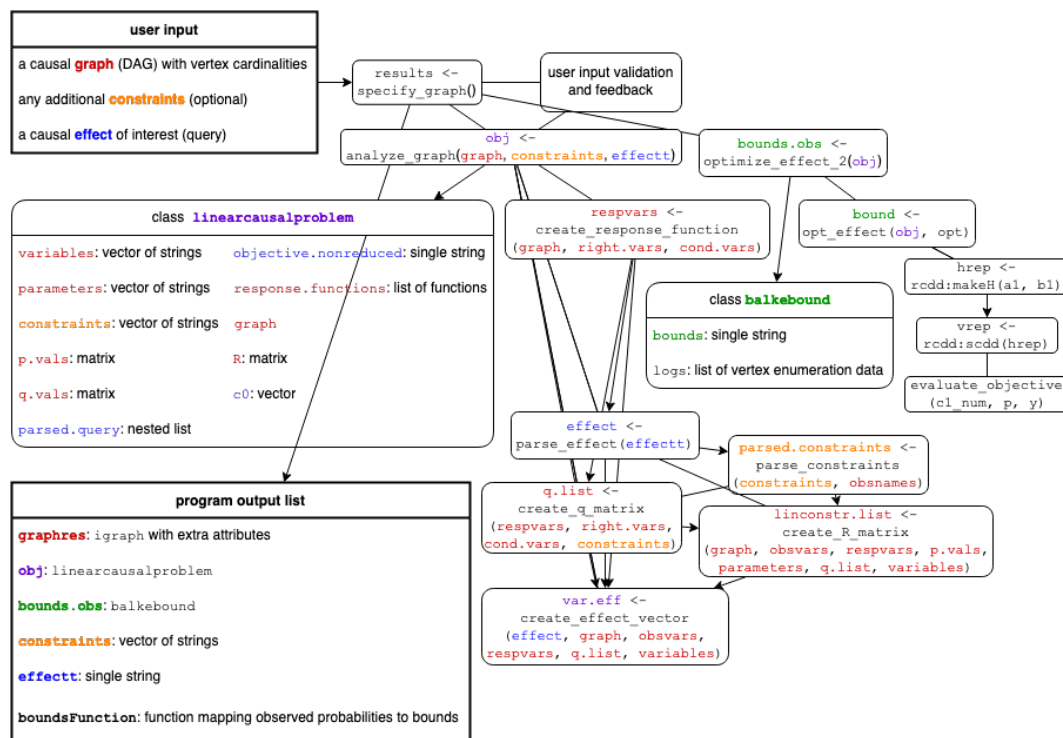 user input
a causal graph (DAG) with vertex cardinalities
any additional constraints (optional)
a causal effect of interest (query)
results <-
specify_graph()
user input validation
and feedback
obj <-
analyze_graph(graph, constraints, effectt)
bounds.obs <-
optimize_effect_2(obj)
class linearcausalproblem
variables: vector of strings
objective.nonreduced: single string
parameters: vector of strings
response.functions: list of functions
constraints: vector of strings
graph
p.vals: matrix
R: matrix
q.vals: matrix
c0: vector
parsed.query: nested list
respvars <-
create_response_function
(graph, right.vars, cond.vars)
bound <-
opt_effect(obj, opt)
hrep <-
rcdd:makeH(a1, b1)
vrep <-
rcdd:scdd(hrep)
evaluate_objective
(c1_num, p, y)
class balkebound
bounds: single string
logs: list of vertex enumeration data
effect <-
parse_effect(effectt)
parsed.constraints <-
parse_constraints
(constraints, obsnames)
q.list <-
create_q_matrix
(respvars, right.vars,
cond.vars, constraints)
linconstr.list <-
create_R_matrix
(graph, obsvars, respvars, p.vals,
parameters, q.list, variables)
var.eff <-
create_effect_vector
(effect, graph, obsvars,
respvars, q.list, variables)
program output list
graphres: igraph with extra attributes
obj: linearcausalproblem
bounds.obs: balkebound
constraints: vector of strings
effectt: single string
boundsFunction: function mapping observed probabilities to bounds